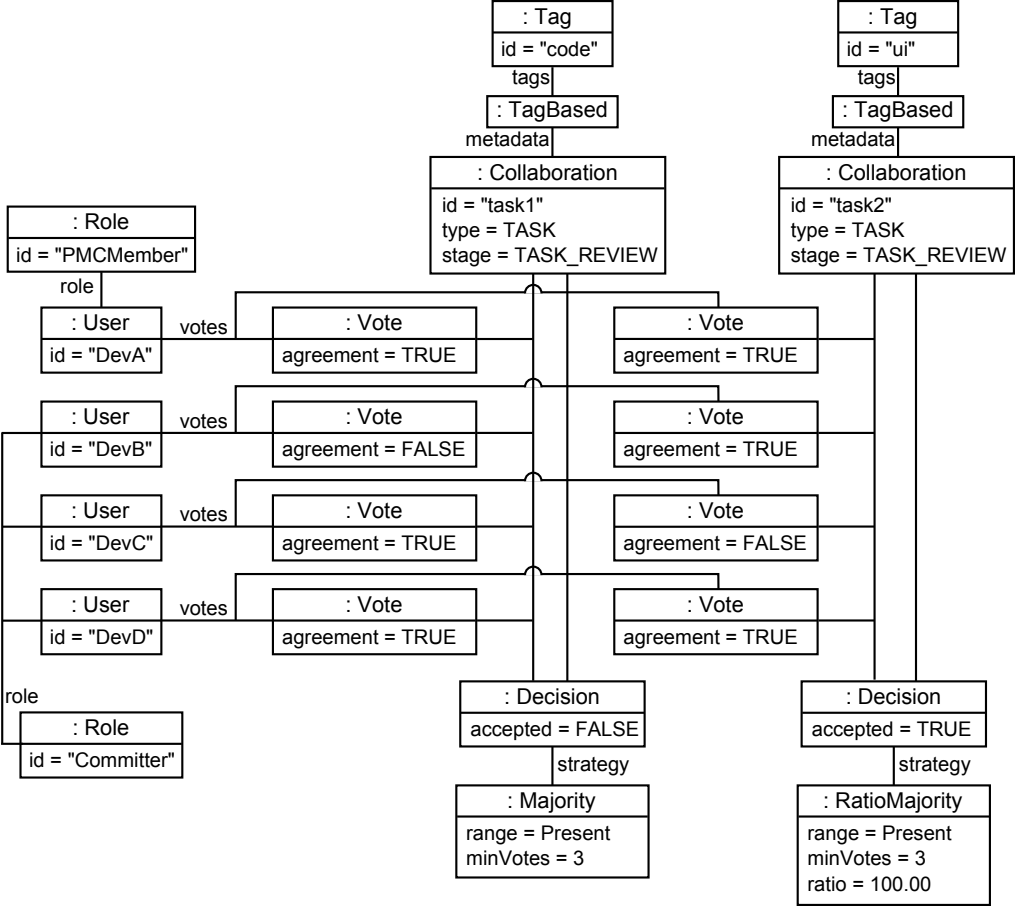 : Tag
id = "code"
tags
: TagBased
metadata
: Collaboration
id = "task1"
type = TASK
stage = TASK_REVIEW
: Tag
id = "ui"
tags
: TagBased
metadata
: Collaboration
id = "task2"
type = TASK
stage = TASK_REVIEW
: Role
id = "PMCMember"
role
: User
id = "DevA"
votes
: Vote
agreement = TRUE
: Vote
agreement = TRUE
: User
id = "DevB"
votes
: Vote
agreement = FALSE
: Vote
agreement = TRUE
: User
id = "DevC"
votes
: Vote
agreement = TRUE
: Vote
agreement = FALSE
: User
id = "DevD"
votes
: Vote
agreement = TRUE
: Vote
agreement = TRUE
role
: Role
id = "Committer"
: Decision
accepted = FALSE
strategy
: Majority
range = Present
minVotes = 3
: Decision
accepted = TRUE
strategy
: RatioMajority
range = Present
minVotes = 3
ratio = 100.00